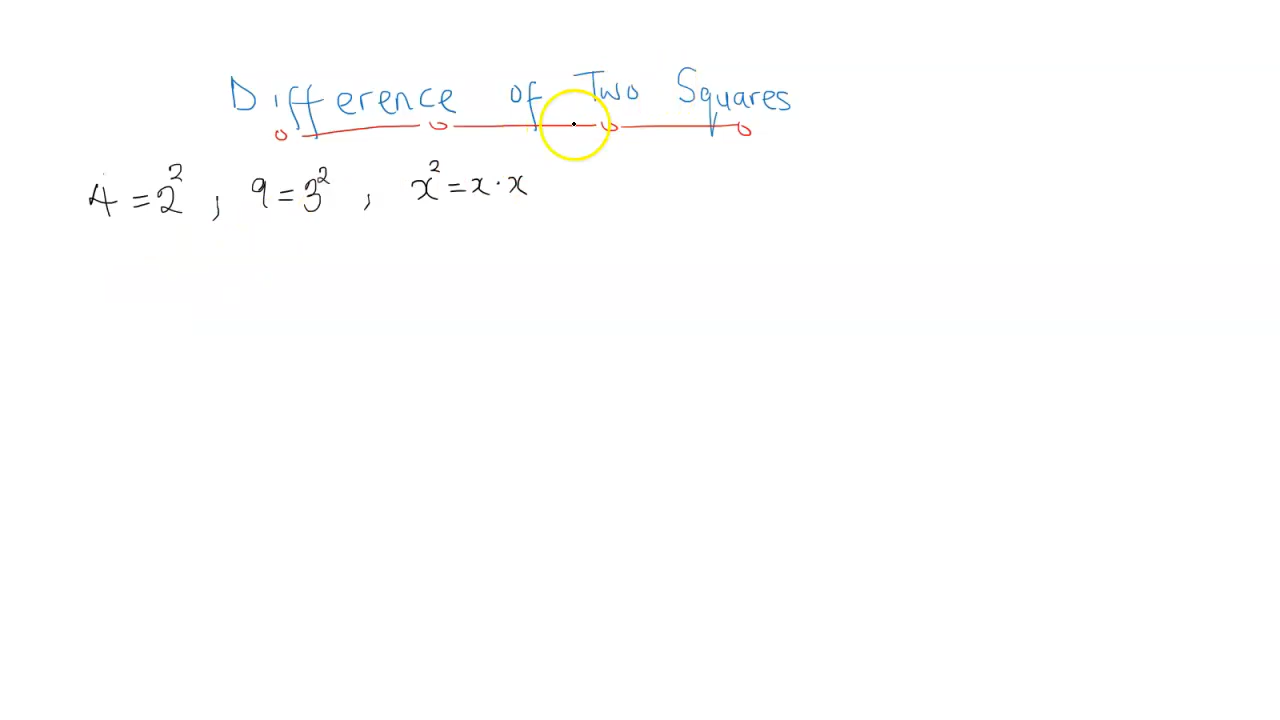 Difference of Two Squares
4 = 2² ; 9 = 3² , x² = x · x